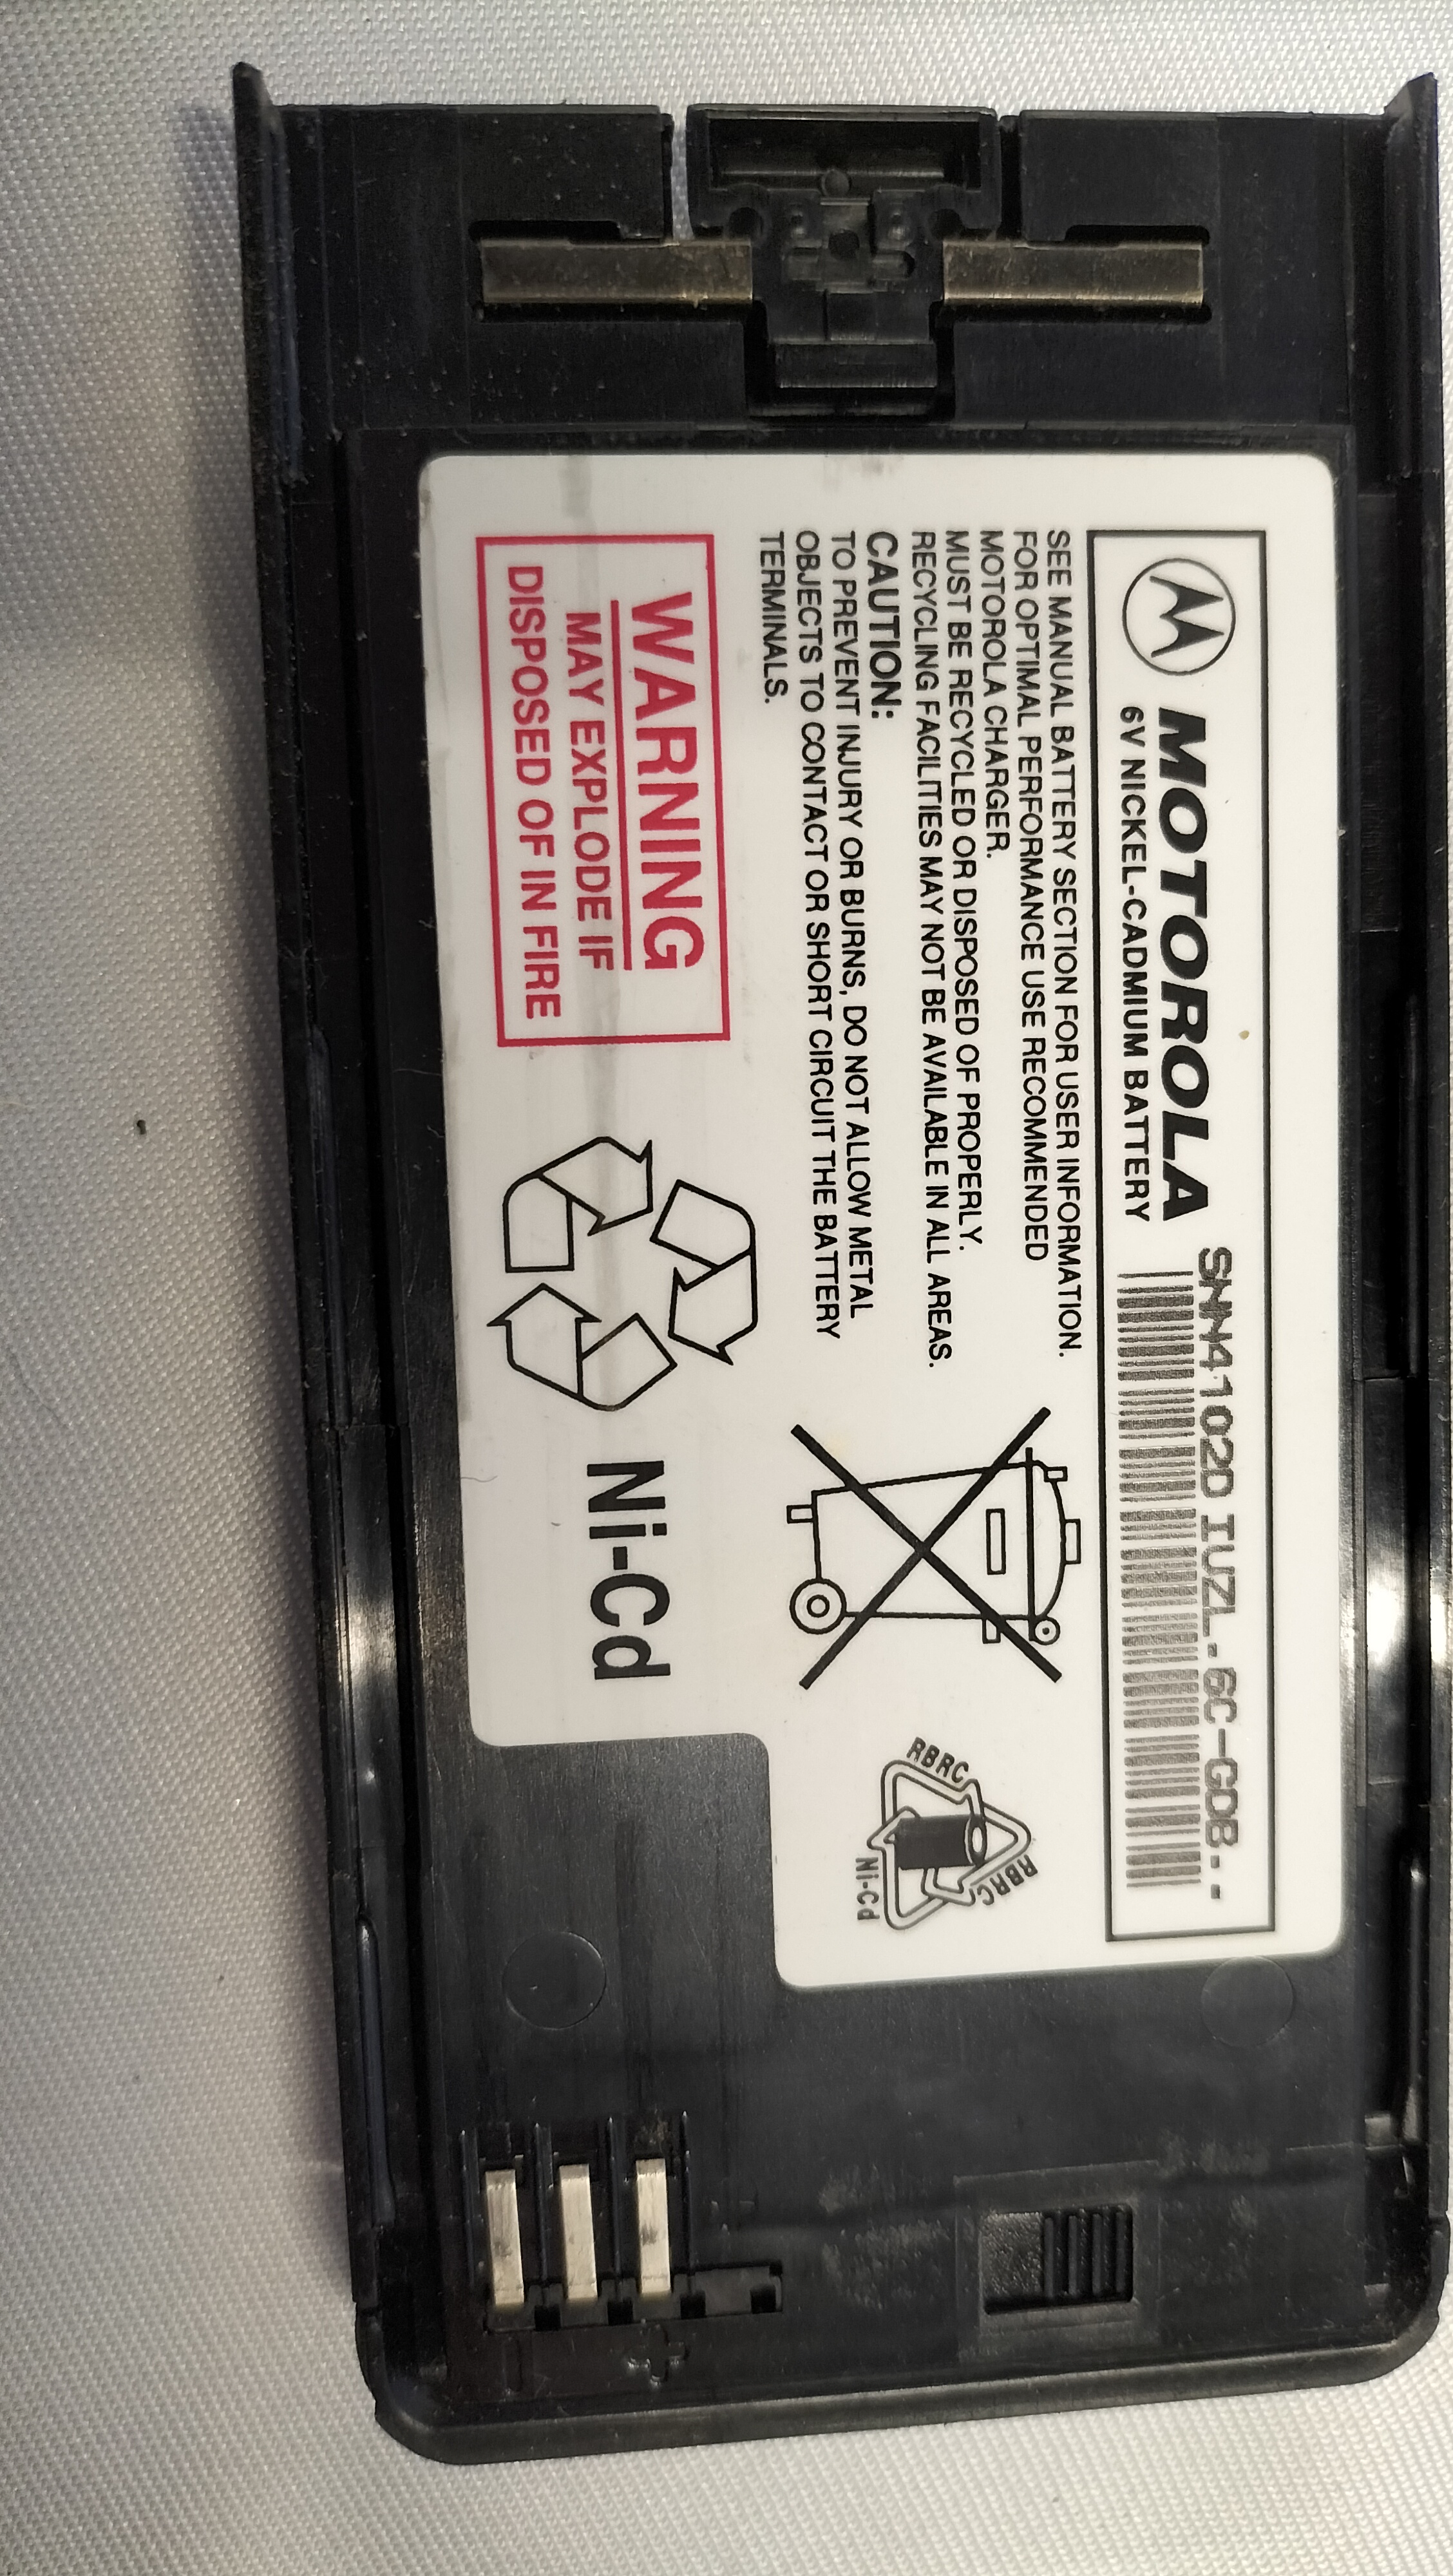 MOTOROLA
6V NICKEL-CADMIUM BATTERY
SNN4102D IUZL.6C-GDB--
SEE MANUAL BATTERY SECTION FOR USER INFORMATION.
FOR OPTIMAL PERFORMANCE USE RECOMMENDED
MOTOROLA CHARGER.
MUST BE RECYCLED OR DISPOSED OF PROPERLY.
RECYCLING FACILITIES MAY NOT BE AVAILABLE IN ALL AREAS.
CAUTION:
TO PREVENT INJURY OR BURNS, DO NOT ALLOW METAL
OBJECTS TO CONTACT OR SHORT CIRCUIT THE BATTERY
TERMINALS.
RBRC
RBRC
Ni-Cd
WARNING
MAY EXPLODE IF
DISPOSED OF IN FIRE
Ni-Cd
+
−